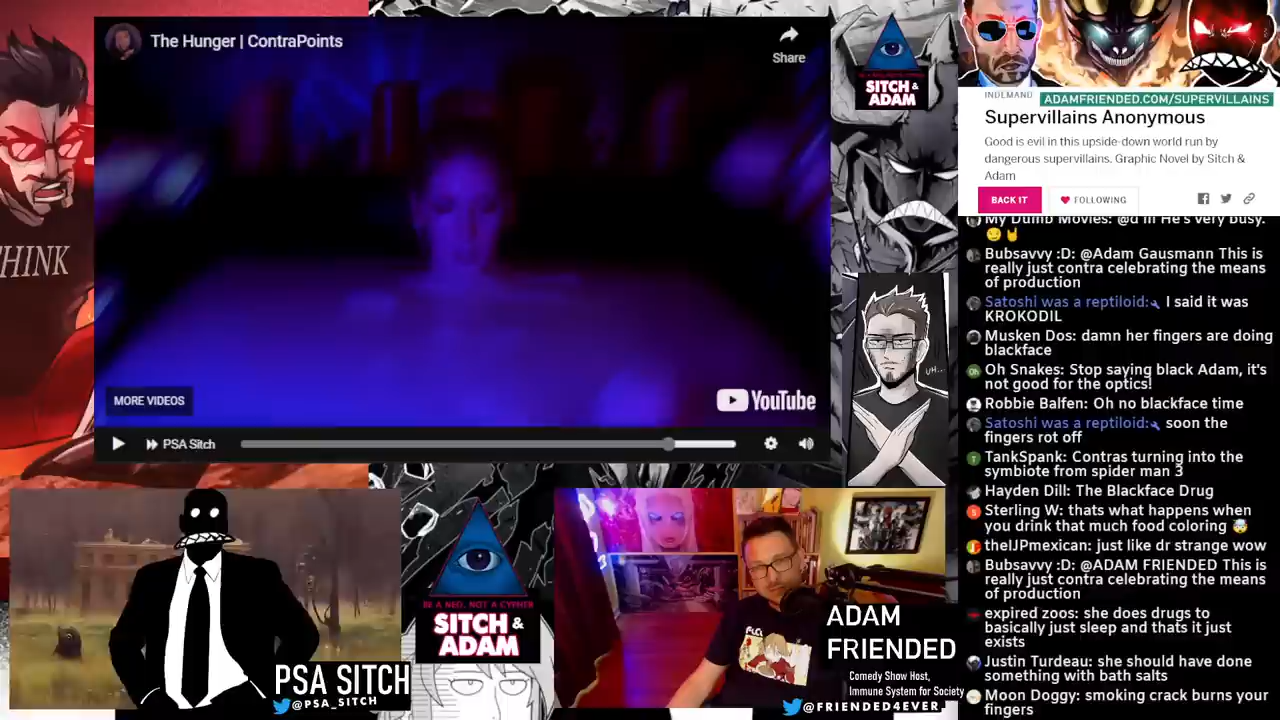 The Hunger | ContraPoints
Share
MORE VIDEOS
YouTube
PSA Sitch
THINK
SITCH &
ADAM
UH...
INDEMAND
ADAMFRIENDED.COM/SUPERVILLAINS
Supervillains Anonymous
Good is evil in this upside-down world run by
dangerous supervillains. Graphic Novel by Sitch &
Adam
BACK IT
FOLLOWING
My Dumb Movies: @d lll He's very busy.
😏🤘
Bubsavvy :D: @Adam Gausmann This is
really just contra celebrating the means
of production
Satoshi was a reptiloid: I said it was
KROKODIL
Musken Dos: damn her fingers are doing
blackface
Oh Snakes: Stop saying black Adam, it's
not good for the optics!
Robbie Balfen: Oh no blackface time
Satoshi was a reptiloid: soon the
fingers rot off
TankSpank: Contras turning into the
symbiote from spider man 3
Hayden Dill: The Blackface Drug
Sterling W: thats what happens when
you drink that much food coloring 🤯
theIJPmexican: just like dr strange wow
Bubsavvy :D: @ADAM FRIENDED This is
really just contra celebrating the means
of production
expired zoos: she does drugs to
basically just sleep and thats it just
exists
Justin Turdeau: she should have done
something with bath salts
Moon Doggy: smoking crack burns your
fingers
PSA SITCH
@PSA_SITCH
BE A NEO, NOT A CYPHER
SITCH &
ADAM
ADAM
FRIENDED
Comedy Show Host,
Immune System for Society
@FRIENDED4EVER